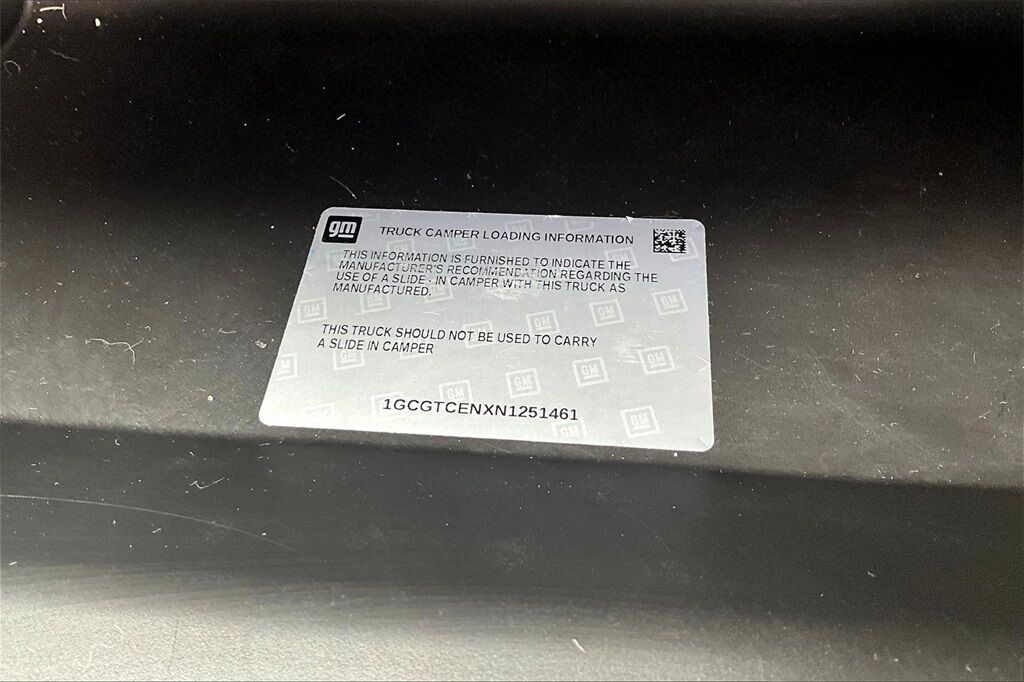 gm TRUCK CAMPER LOADING INFORMATION
THIS INFORMATION IS FURNISHED TO INDICATE THE
MANUFACTURER'S RECOMMENDATION REGARDING THE
USE OF A SLIDE - IN CAMPER WITH THIS TRUCK AS
MANUFACTURED.
THIS TRUCK SHOULD NOT BE USED TO CARRY
A SLIDE IN CAMPER
1GCGTCENXN1251461